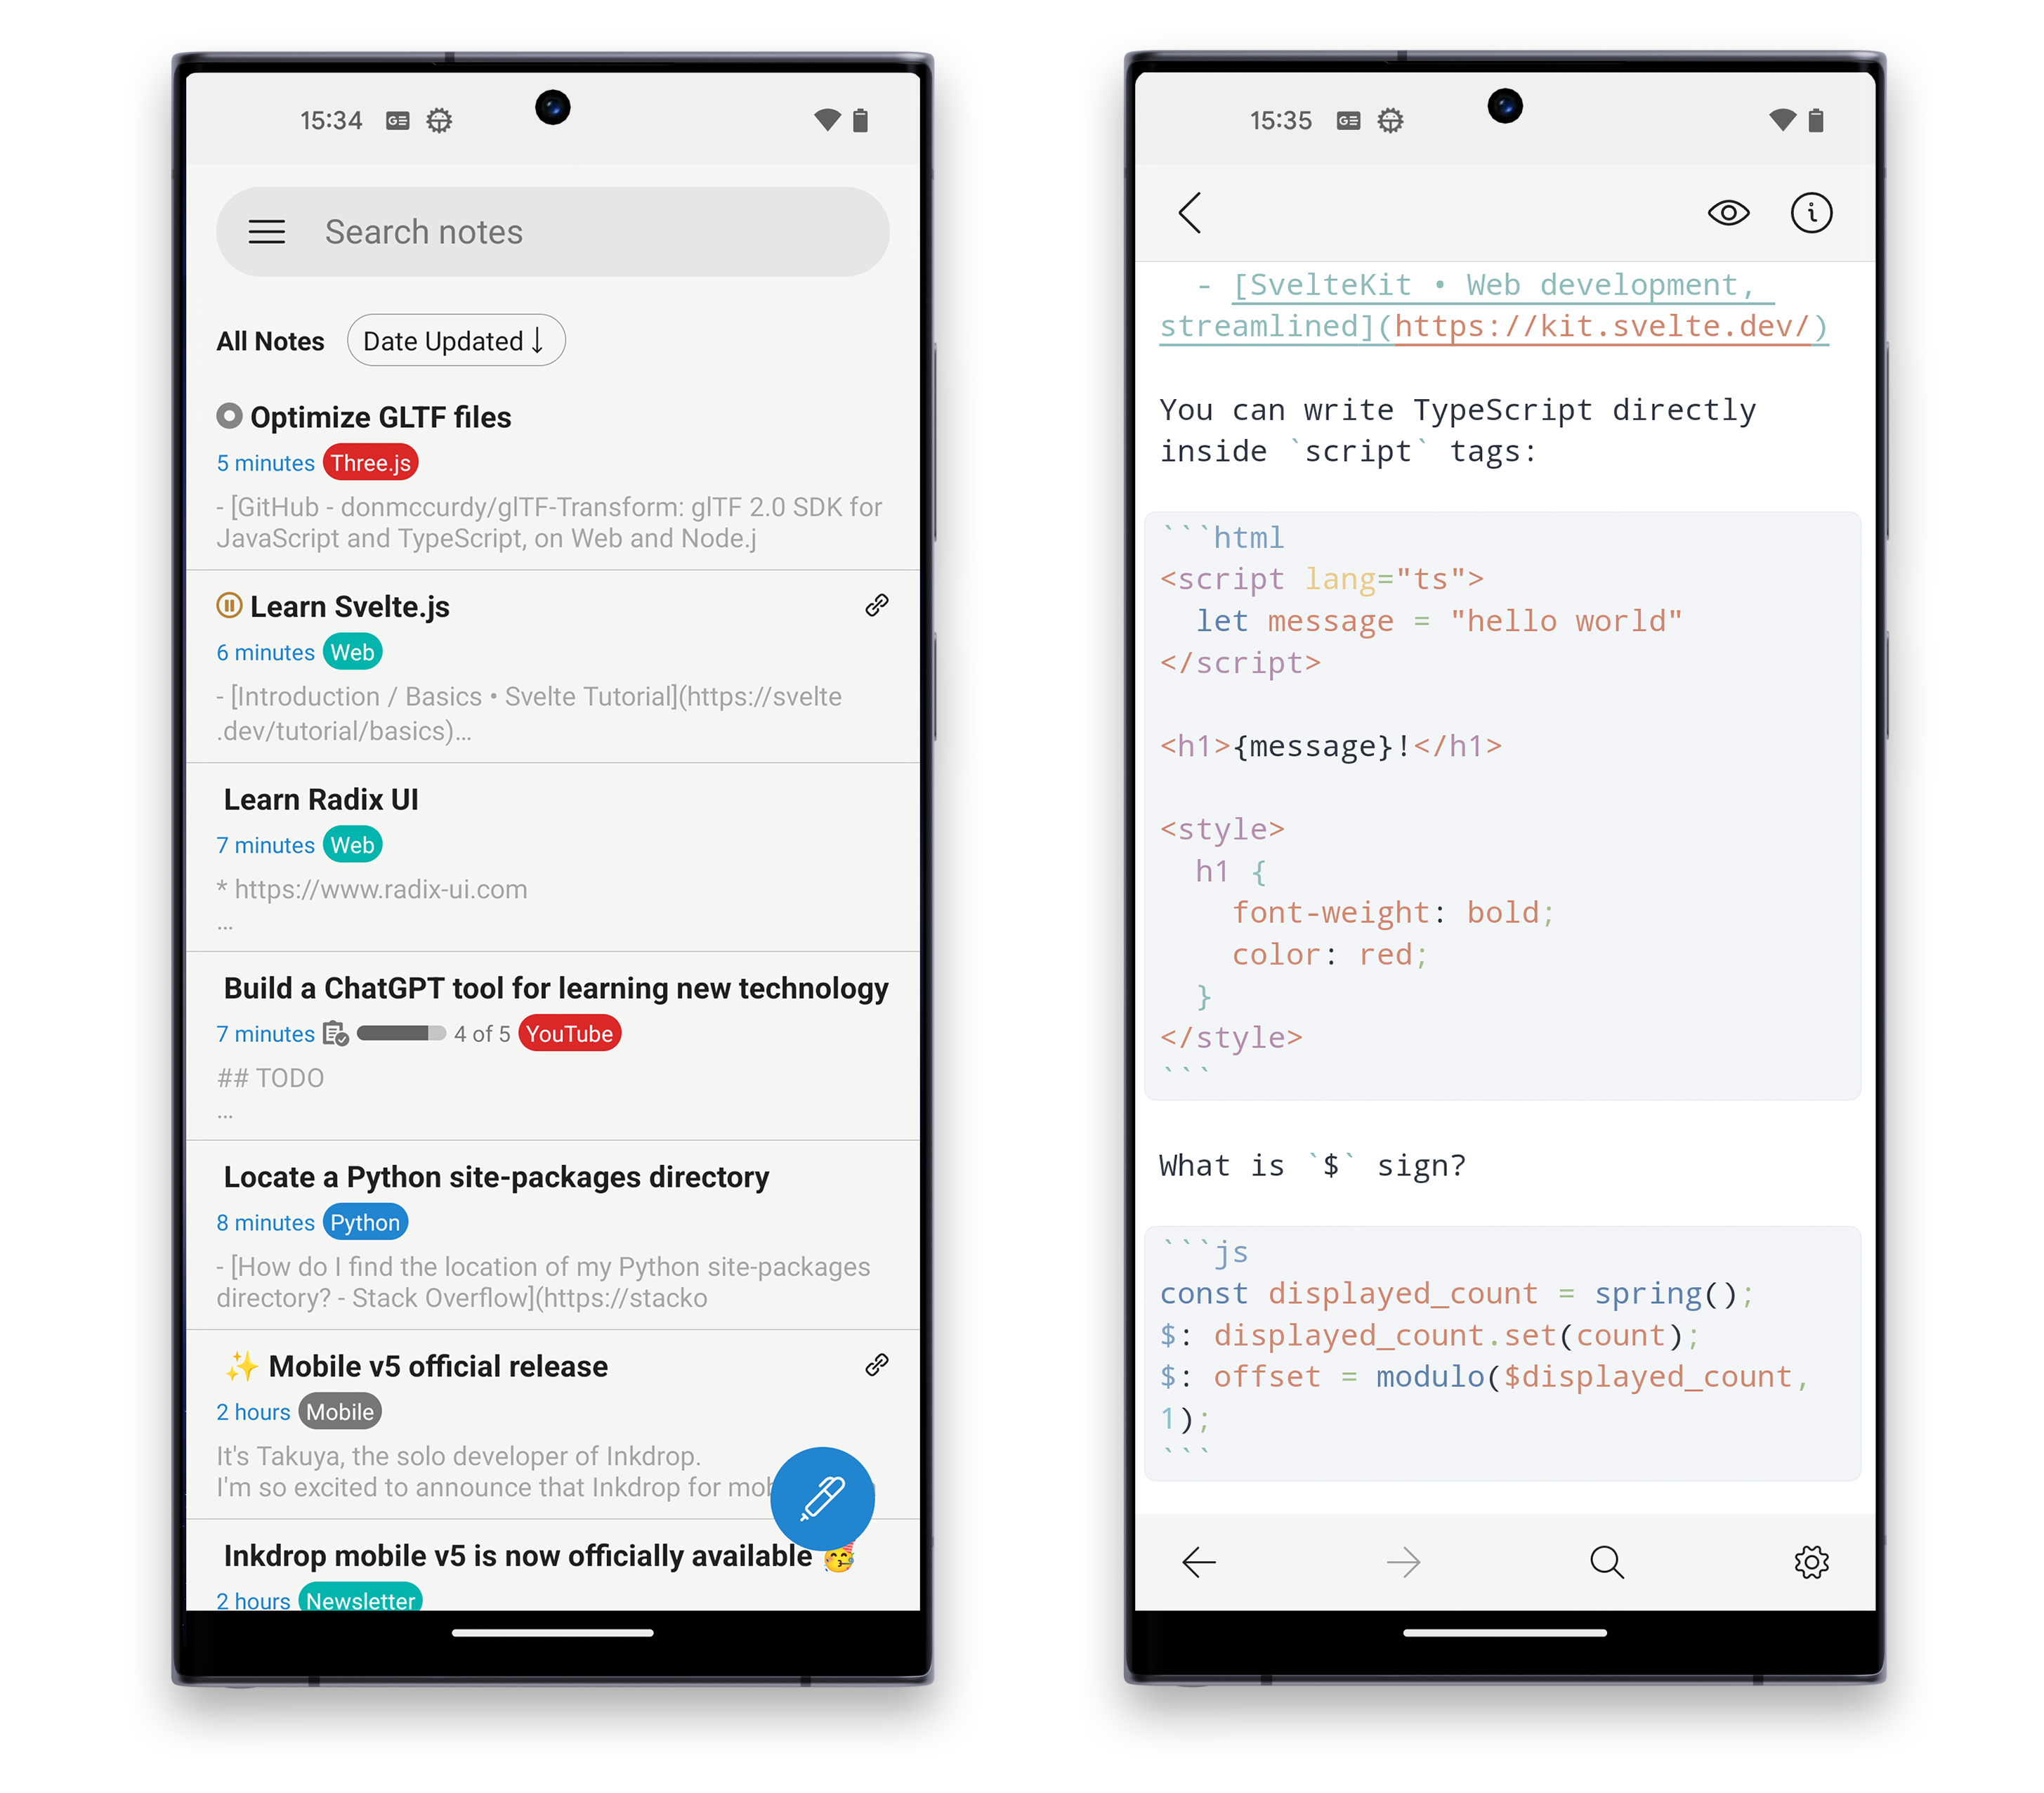 15:34
Search notes
All Notes
Date Updated ↓
Optimize GLTF files
5 minutes Three.js
- [GitHub - donmccurdy/glTF-Transform: glTF 2.0 SDK for
JavaScript and TypeScript, on Web and Node.j
Learn Svelte.js
6 minutes Web
- [Introduction / Basics • Svelte Tutorial](https://svelte
.dev/tutorial/basics)…
Learn Radix UI
7 minutes Web
* https://www.radix-ui.com
…
Build a ChatGPT tool for learning new technology
7 minutes 4 of 5 YouTube
## TODO
…
Locate a Python site-packages directory
8 minutes Python
- [How do I find the location of my Python site-packages
directory? - Stack Overflow](https://stacko
✨ Mobile v5 official release
2 hours Mobile
It's Takuya, the solo developer of Inkdrop.
I'm so excited to announce that Inkdrop for
Inkdrop mobile v5 is now officially available 🥳
2 hours Newsletter
15:35
- [SvelteKit • Web development,
streamlined](https://kit.svelte.dev/)
You can write TypeScript directly
inside `script` tags:
```html
<script lang="ts">
  let message = "hello world"
</script>
<h1>{message}!</h1>
<style>
  h1 {
    font-weight: bold;
    color: red;
  }
</style>
```
What is `$` sign?
```js
const displayed_count = spring();
$: displayed_count.set(count);
$: offset = modulo($displayed_count,
1);
```